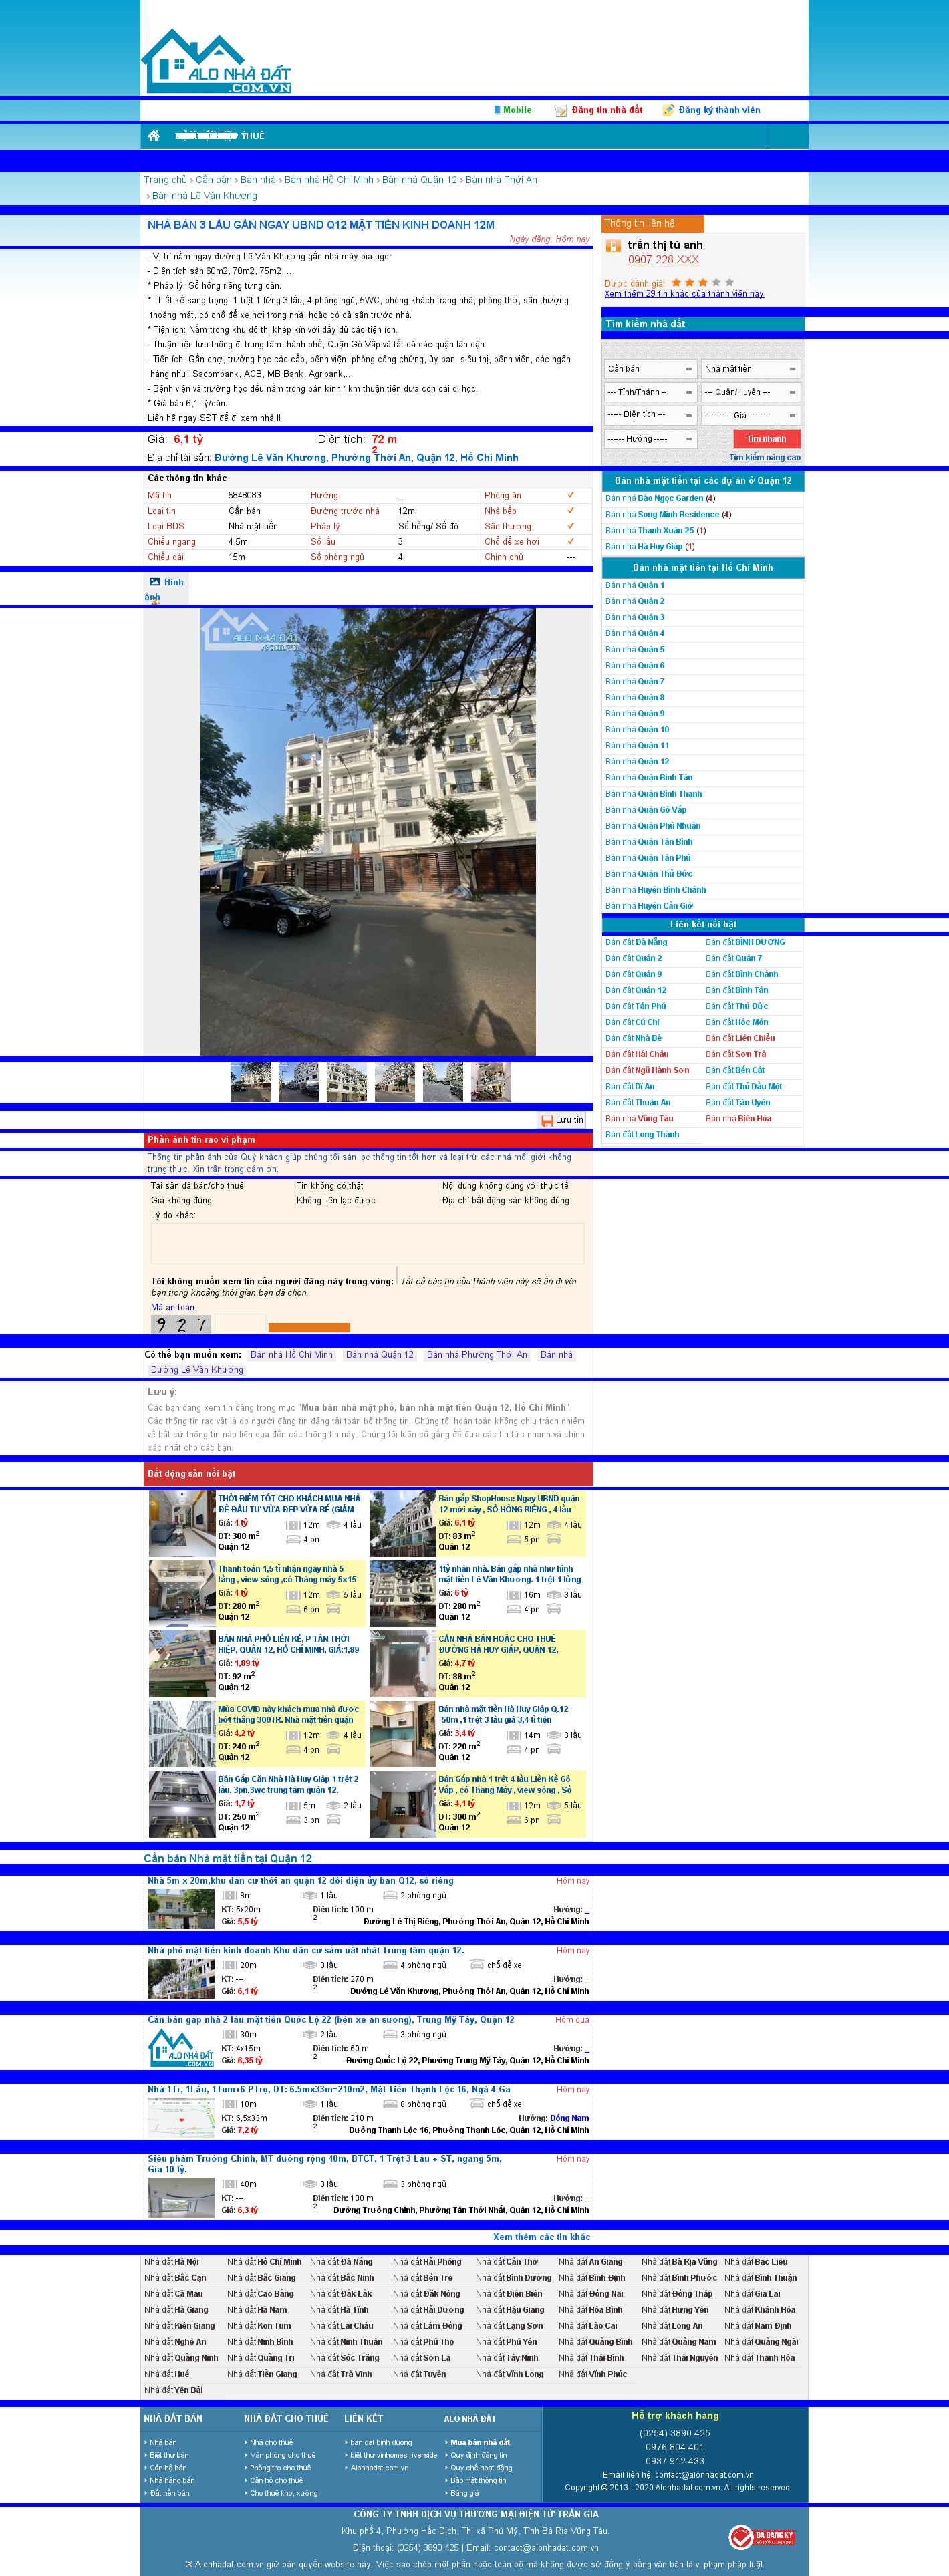 ALO NHÀ ĐẤT
.COM.VN
Mobile
Đăng tin nhà đất
Đăng ký thành viên
Trang chủ › Cần bán › Bán nhà › Bán nhà Hồ Chí Minh › Bán nhà Quận 12 › Bán nhà Thới An
› Bán nhà Lê Văn Khương
NHÀ BÁN 3 LẦU GẦN NGAY UBND Q12 MẶT TIỀN KINH DOANH 12M
Ngày đăng: Hôm nay
- Vị trí nằm ngay đường Lê Văn Khương gần nhà máy bia tiger
- Diện tích sàn 60m2, 70m2, 75m2,...
* Pháp lý: Sổ hồng riêng từng căn.
* Thiết kế sang trọng: 1 trệt 1 lửng 3 lầu, 4 phòng ngủ, 5WC, phòng khách trang nhã, phòng thờ, sân thượng
thoáng mát, có chỗ để xe hơi trong nhà, hoặc có cả sân trước nhà.
* Tiện ích: Nằm trong khu đô thị khép kín với đầy đủ các tiện ích.
- Thuận tiện lưu thông đi trung tâm thành phố, Quận Gò Vấp và tất cả các quận lân cận.
- Tiện ích: Gần chợ, trường học các cấp, bệnh viện, phòng công chứng, ủy ban. siêu thị, bệnh viện, các ngân
hàng như: Sacombank, ACB, MB Bank, Agribank,..
- Bệnh viện và trường học đều nằm trong bán kính 1km thuận tiện đưa con cái đi học.
* Giá bán 6,1 tỷ/căn.
Liên hệ ngay SĐT để đi xem nhà !!
Giá: 6,1 tỷ
Diện tích: 72 m2
Địa chỉ tài sản: Đường Lê Văn Khương, Phường Thới An, Quận 12, Hồ Chí Minh
Các thông tin khác
Mã tin 5848083 Hướng _ Phòng ăn
Loại tin Cần bán Đường trước nhà 12m Nhà bếp
Loại BDS Nhà mặt tiền Pháp lý Sổ hồng/ Sổ đỏ Sân thượng
Chiều ngang 4,5m Số lầu 3 Chổ để xe hơi
Chiều dài 15m Số phòng ngủ 4 Chính chủ ---
Hình ảnh
ALO NHÀ ĐẤT
.COM.VN
Lưu tin
Phản ánh tin rao vi phạm
Thông tin phản ánh của Quý khách giúp chúng tôi sàn lọc thông tin tốt hơn và loại trừ các nhà môi giới không
trung thực. Xin trân trọng cám ơn.
Tài sản đã bán/cho thuê Tin không có thật Nội dung không đúng với thực tế
Giá không đúng Không liên lạc được Địa chỉ bất động sản không đúng
Lý do khác:
Tôi không muốn xem tin của người đăng này trong vòng: Tất cả các tin của thành viên này sẽ ẩn đi với
bạn trong khoảng thời gian bạn đã chọn.
Mã an toàn:
9 2 7
Có thể bạn muốn xem: Bán nhà Hồ Chí Minh Bán nhà Quận 12 Bán nhà Phường Thới An Bán nhà
Đường Lê Văn Khương
Lưu ý:
Các bạn đang xem tin đăng trong mục "Mua bán nhà mặt phố, bán nhà mặt tiền Quận 12, Hồ Chí Minh".
Các thông tin rao vặt là do người đăng tin đăng tải toàn bộ thông tin. Chúng tôi hoàn toàn không chịu trách nhiệm
về bất cứ thông tin nào liên qua đến các thông tin này. Chúng tôi luôn cố gắng để đưa các tin tức nhanh và chính
xác nhất cho các bạn.
Bất động sản nổi bật
THỜI ĐIỂM TỐT CHO KHÁCH MUA NHÀ
ĐỂ ĐẦU TƯ VỪA ĐẸP VỪA RẺ (GIẢM
Giá: 4 tỷ 12m 4 lầu
DT: 300 m2 4 pn
Quận 12
Bán gấp ShopHouse Ngay UBND quận
12 mới xây , SỔ HỒNG RIÊNG , 4 lầu
Giá: 6,1 tỷ 12m 4 lầu
DT: 83 m2 5 pn
Quận 12
Thanh toán 1,5 tỉ nhận ngay nhà 5
tầng , view sông ,có Tháng máy 5x15
Giá: 4 tỷ 12m 5 lầu
DT: 280 m2 6 pn
Quận 12
1tỷ nhận nhà. Bán gấp nhà như hình
mặt tiền Lê Văn Khương. 1 trệt 1 lửng
Giá: 6 tỷ 16m 3 lầu
DT: 280 m2 4 pn
Quận 12
BÁN NHÀ PHỐ LIỀN KỀ, P TÂN THỚI
HIỆP, QUẬN 12, HỒ CHÍ MINH, GIÁ:1,89
Giá: 1,89 tỷ
DT: 92 m2
Quận 12
CĂN NHÀ BÁN HOẶC CHO THUÊ
ĐƯỜNG HÀ HUY GIÁP, QUẬN 12,
Giá: 4,7 tỷ
DT: 88 m2
Quận 12
Mùa COVID này khách mua nhà được
bớt thẳng 300TR. Nhà mặt tiền quận
Giá: 4,2 tỷ 12m 4 lầu
DT: 240 m2 4 pn
Quận 12
Bán nhà mặt tiền Hà Huy Giáp Q.12
-50m ,1 trệt 3 lầu giá 3,4 tỉ tiện
Giá: 3,4 tỷ 14m 3 lầu
DT: 220 m2 4 pn
Quận 12
Bán Gấp Căn Nhà Hà Huy Giáp 1 trệt 2
lầu. 3pn,3wc trung tâm quận 12.
Giá: 1,7 tỷ 5m 2 lầu
DT: 250 m2 3 pn
Quận 12
Bán Gấp nhà 1 trệt 4 lầu Liền Kề Gò
Vấp , có Thang Máy , view sông , Sổ
Giá: 4,1 tỷ 12m 5 lầu
DT: 300 m2 6 pn
Quận 12
Cần bán Nhà mặt tiền tại Quận 12
Nhà 5m x 20m,khu dân cư thới an quận 12 đối diện ủy ban Q12, sổ riêng Hôm nay
8m 1 lầu 2 phòng ngủ
KT: 5x20m Diện tích: 100 m2 Hướng: _
Giá: 5,5 tỷ Đường Lê Thị Riêng, Phường Thới An, Quận 12, Hồ Chí Minh
Nhà phố mặt tiền kinh doanh Khu dân cư sầm uất nhất Trung tâm quận 12. Hôm nay
20m 3 lầu 4 phòng ngủ chỗ để xe
KT: --- Diện tích: 270 m2 Hướng: _
Giá: 6,1 tỷ Đường Lê Văn Khương, Phường Thới An, Quận 12, Hồ Chí Minh
Cần bán gấp nhà 2 lầu mặt tiền Quốc Lộ 22 (bến xe an sương), Trung Mỹ Tây, Quận 12 Hôm qua
30m 2 lầu 3 phòng ngủ
KT: 4x15m Diện tích: 60 m2 Hướng: _
Giá: 6,35 tỷ Đường Quốc Lộ 22, Phường Trung Mỹ Tây, Quận 12, Hồ Chí Minh
Nhà 1Tr, 1Lầu, 1Tum+6 PTrọ, DT: 6.5mx33m=210m2, Mặt Tiền Thạnh Lộc 16, Ngã 4 Ga Hôm nay
10m 1 lầu 8 phòng ngủ chỗ để xe
KT: 6,5x33m Diện tích: 210 m2 Hướng: Đông Nam
Giá: 7,2 tỷ Đường Thạnh Lộc 16, Phường Thạnh Lộc, Quận 12, Hồ Chí Minh
Siêu phẩm Trường Chinh, MT đường rộng 40m, BTCT, 1 Trệt 3 Lầu + ST, ngang 5m,
Gía 10 tỷ. Hôm nay
40m 3 lầu 3 phòng ngủ
KT: --- Diện tích: 100 m2 Hướng: _
Giá: 6,3 tỷ Đường Trường Chinh, Phường Tân Thới Nhất, Quận 12, Hồ Chí Minh
Xem thêm các tin khác
Thông tin liên hệ
trần thị tú anh
0907.228.XXX
Được đánh giá:
Xem thêm 29 tin khác của thành viên này
Tìm kiếm nhà đất
Cần bán Nhà mặt tiền
--- Tỉnh/Thành -- --- Quận/Huyện ---
----- Diện tích --- ---------- Giá --------
------ Hướng ----- Tìm nhanh
Tìm kiếm nâng cao
Bán nhà mặt tiền tại các dự án ở Quận 12
Bán nhà Bảo Ngọc Garden (4)
Bán nhà Song Minh Residence (4)
Bán nhà Thanh Xuân 25 (1)
Bán nhà Hà Huy Giáp (1)
Bán nhà mặt tiền tại Hồ Chí Minh
Bán nhà Quận 1
Bán nhà Quận 2
Bán nhà Quận 3
Bán nhà Quận 4
Bán nhà Quận 5
Bán nhà Quận 6
Bán nhà Quận 7
Bán nhà Quận 8
Bán nhà Quận 9
Bán nhà Quận 10
Bán nhà Quận 11
Bán nhà Quận 12
Bán nhà Quận Bình Tân
Bán nhà Quận Bình Thạnh
Bán nhà Quận Gò Vấp
Bán nhà Quận Phú Nhuận
Bán nhà Quận Tân Bình
Bán nhà Quận Tân Phú
Bán nhà Quận Thủ Đức
Bán nhà Huyện Bình Chánh
Bán nhà Huyện Cần Giờ
Liên kết nổi bật
Bán đất Đà Nẵng Bán đất BÌNH DƯƠNG
Bán đất Quận 2 Bán đất Quận 7
Bán đất Quận 9 Bán đất Bình Chánh
Bán đất Quận 12 Bán đất Bình Tân
Bán đất Tân Phú Bán đất Thủ Đức
Bán đất Củ Chi Bán đất Hóc Môn
Bán đất Nhà Bè Bán đất Liên Chiểu
Bán đất Hải Châu Bán đất Sơn Trà
Bán đất Ngũ Hành Sơn Bán đất Bến Cát
Bán đất Dĩ An Bán đất Thủ Dầu Một
Bán đất Thuận An Bán đất Tân Uyên
Bán nhà Vũng Tàu Bán nhà Biên Hòa
Bán đất Long Thành
Nhà đất Hà Nội Nhà đất Hồ Chí Minh Nhà đất Đà Nẵng Nhà đất Hải Phòng Nhà đất Cần Thơ Nhà đất An Giang Nhà đất Bà Rịa Vũng Nhà đất Bạc Liêu
Nhà đất Bắc Cạn Nhà đất Bắc Giang Nhà đất Bắc Ninh Nhà đất Bến Tre Nhà đất Bình Dương Nhà đất Bình Định Nhà đất Bình Phước Nhà đất Bình Thuận
Nhà đất Cà Mau Nhà đất Cao Bằng Nhà đất Đắk Lắk Nhà đất Đăk Nông Nhà đất Điện Biên Nhà đất Đồng Nai Nhà đất Đồng Tháp Nhà đất Gia Lai
Nhà đất Hà Giang Nhà đất Hà Nam Nhà đất Hà Tĩnh Nhà đất Hải Dương Nhà đất Hậu Giang Nhà đất Hòa Bình Nhà đất Hưng Yên Nhà đất Khánh Hòa
Nhà đất Kiên Giang Nhà đất Kon Tum Nhà đất Lai Châu Nhà đất Lâm Đồng Nhà đất Lạng Sơn Nhà đất Lào Cai Nhà đất Long An Nhà đất Nam Định
Nhà đất Nghệ An Nhà đất Ninh Bình Nhà đất Ninh Thuận Nhà đất Phú Thọ Nhà đất Phú Yên Nhà đất Quảng Bình Nhà đất Quảng Nam Nhà đất Quảng Ngãi
Nhà đất Quảng Ninh Nhà đất Quảng Trị Nhà đất Sóc Trăng Nhà đất Sơn La Nhà đất Tây Ninh Nhà đất Thái Bình Nhà đất Thái Nguyên Nhà đất Thanh Hóa
Nhà đất Huế Nhà đất Tiền Giang Nhà đất Trà Vinh Nhà đất Tuyên Nhà đất Vĩnh Long Nhà đất Vĩnh Phúc
Nhà đất Yên Bái
NHÀ ĐẤT BÁN
Nhà bán
Biệt thự bán
Căn hộ bán
Nhà hàng bán
Đất nền bán
NHÀ ĐẤT CHO THUÊ
Nhà cho thuê
Văn phòng cho thuê
Phòng trọ cho thuê
Căn hộ cho thuê
Cho thuê kho, xưởng
LIÊN KẾT
ban dat binh duong
biệt thự vinhomes riverside
Alonhadat.com.vn
ALO NHÀ ĐẤT
Mua bán nhà đất
Quy định đăng tin
Quy chế hoạt động
Bảo mật thông tin
Bảng giá
Hỗ trợ khách hàng
(0254) 3890 425
0976 804 401
0937 912 433
Email liên hệ: contact@alonhadat.com.vn
Copyright © 2013 - 2020 Alonhadat.com.vn. All rights reserved.
CÔNG TY TNHH DỊCH VỤ THƯƠNG MẠI ĐIỆN TỬ TRẦN GIA
Khu phố 4, Phường Hắc Dịch, Thị xã Phú Mỹ, Tỉnh Bà Rịa Vũng Tàu.
Điện thoại: (0254) 3890 425 | Email: contact@alonhadat.com.vn
® Alonhadat.com.vn giữ bản quyền website này. Việc sao chép một phần hoặc toàn bộ mà không được sử đồng ý bằng văn bản là vi phạm pháp luật.
ĐÃ ĐĂNG KÝ